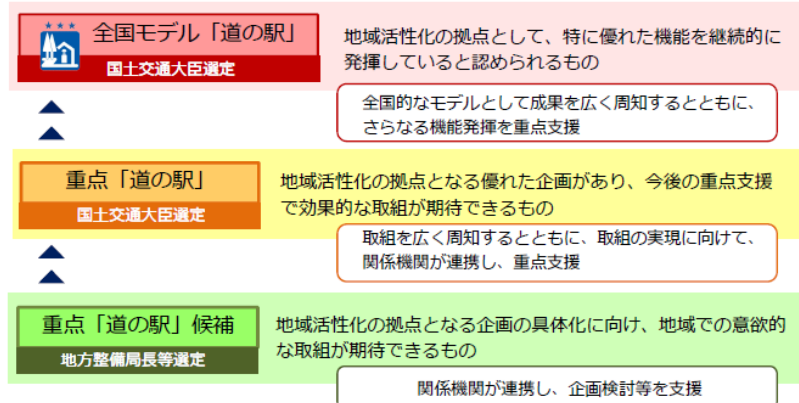 全国モデル「道の駅」
国土交通大臣選定
地域活性化の拠点として、特に優れた機能を継続的に
発揮していると認められるもの
全国的なモデルとして成果を広く周知するとともに、
さらなる機能発揮を重点支援
重点「道の駅」
国土交通大臣選定
地域活性化の拠点となる優れた企画があり、今後の重点支援
で効果的な取組が期待できるもの
取組を広く周知するとともに、取組の実現に向けて、
関係機関が連携し、重点支援
重点「道の駅」候補
地方整備局長等選定
地域活性化の拠点となる企画の具体化に向け、地域での意欲的
な取組が期待できるもの
関係機関が連携し、企画検討等を支援